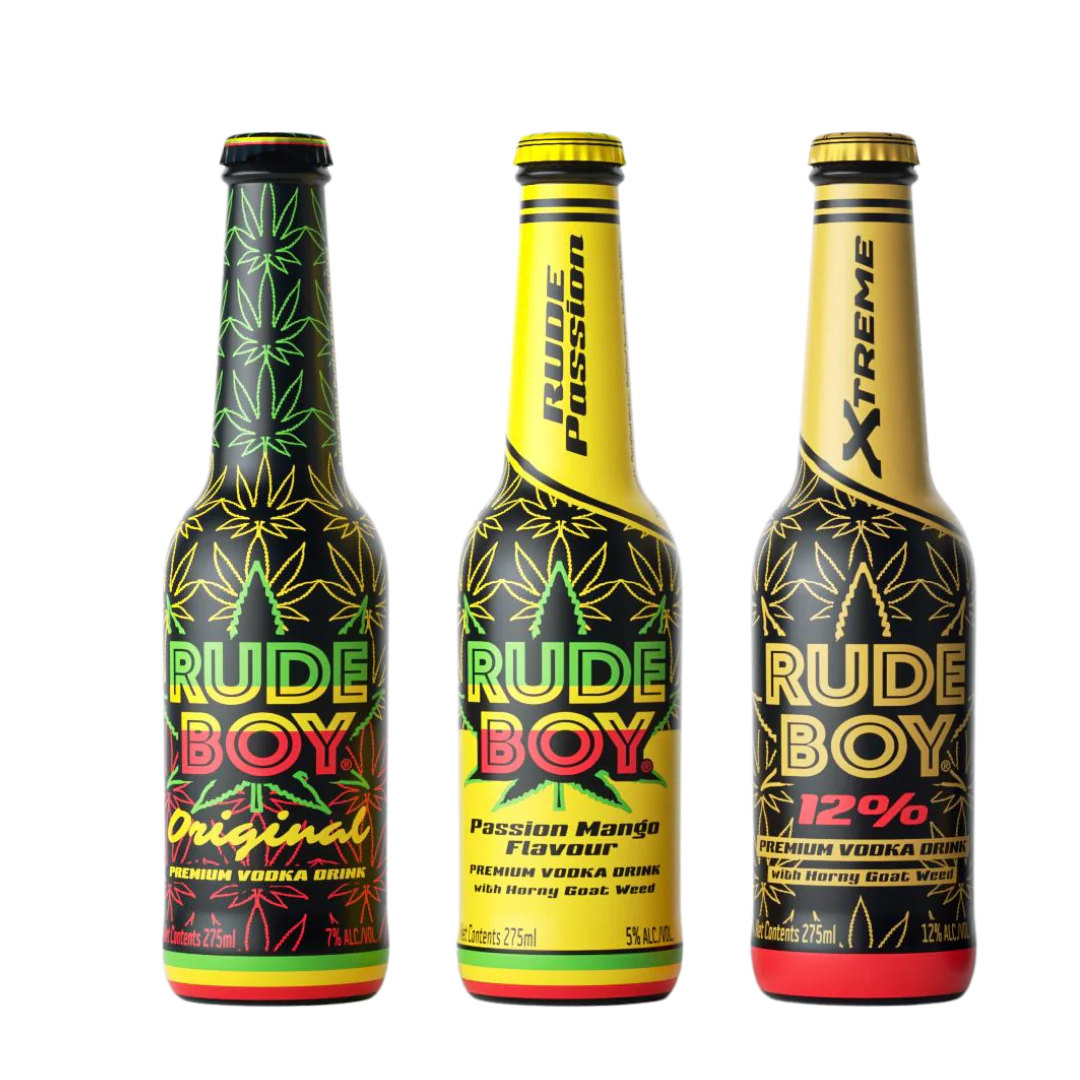 RUDE
BOY®
Original
PREMIUM VODKA DRINK
Net Contents 275ml
7% ALC./VOL.
RUDE
Passion
RUDE
BOY®
Passion Mango
Flavour
PREMIUM VODKA DRINK
with Horny Goat Weed
Net Contents 275ml
5% ALC./VOL.
XTREME
RUDE
BOY®
12%
PREMIUM VODKA DRINK
with Horny Goat Weed
Net Contents 275ml
12% ALC./VOL.